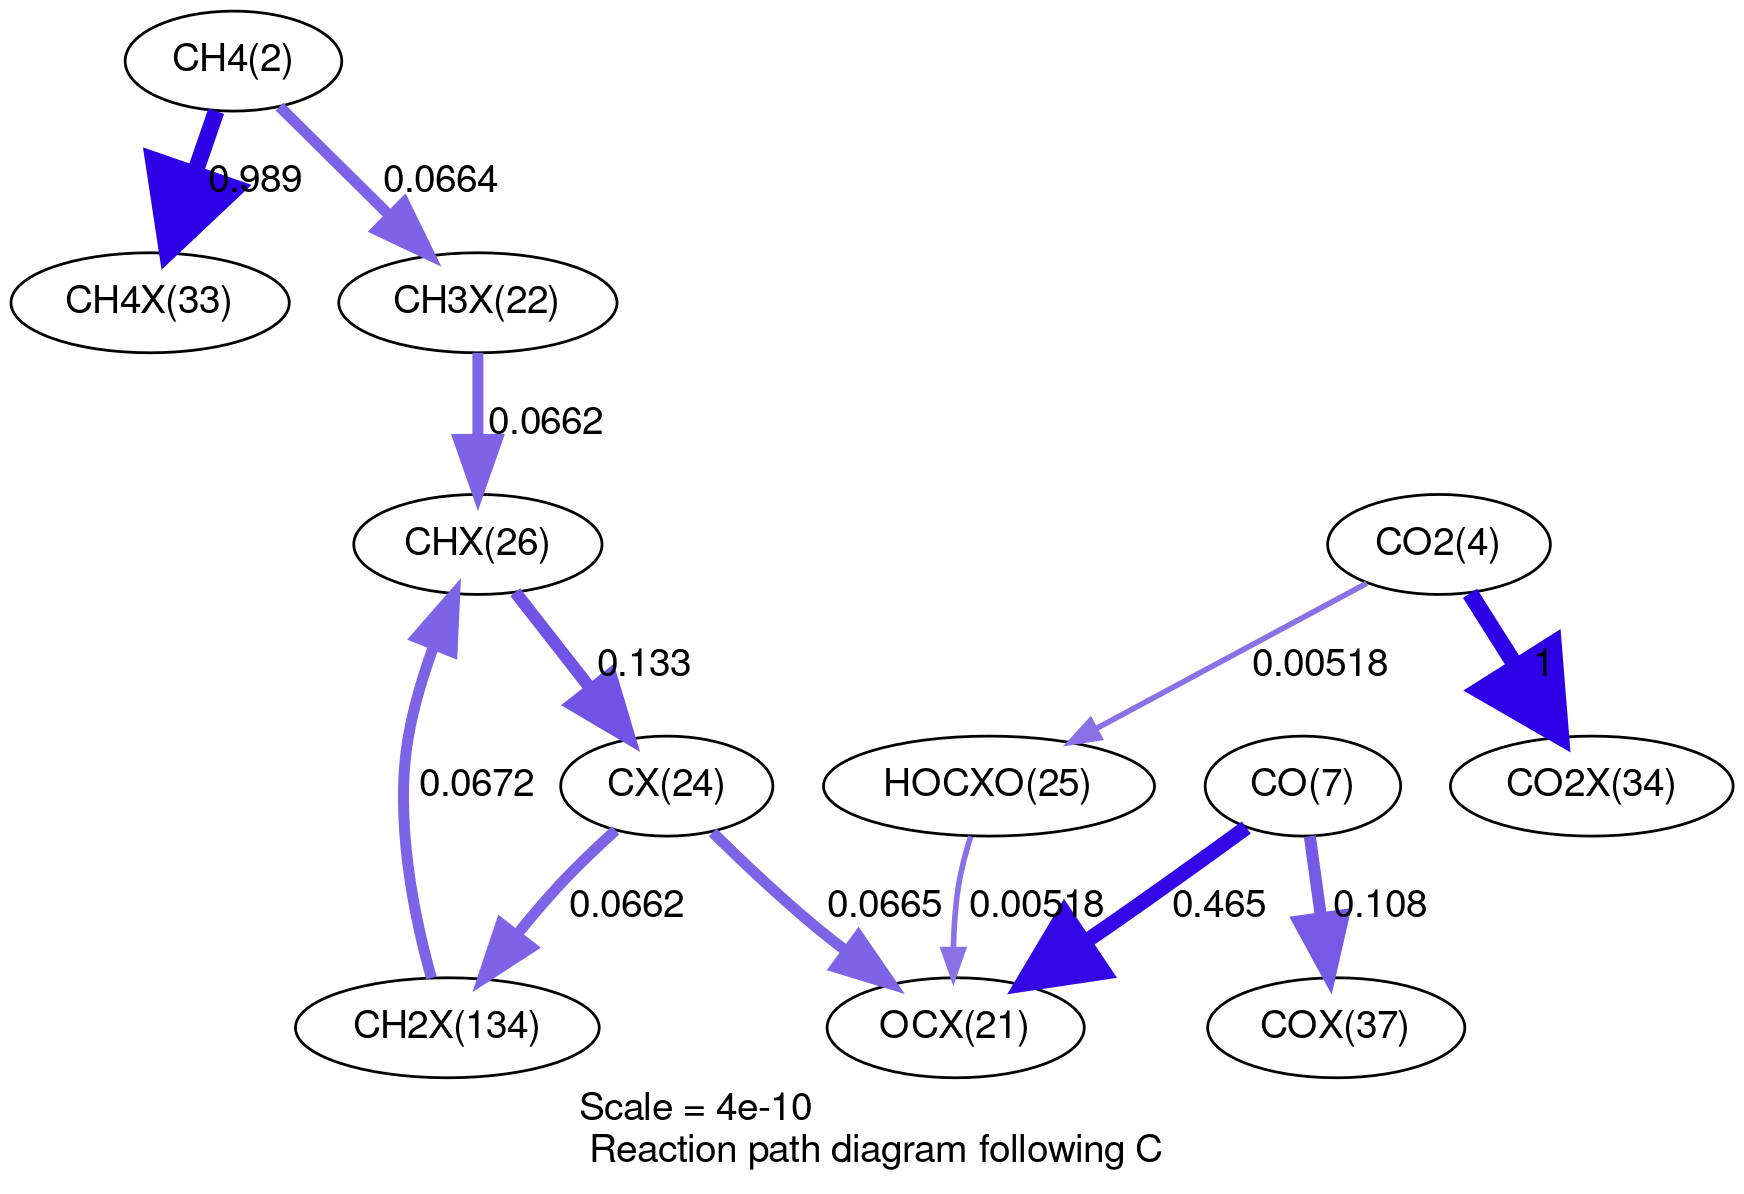 CH4(2)
0.989
0.0664
CH4X(33)
CH3X(22)
0.0662
CHX(26)
CO2(4)
0.133
0.00518
1
0.0672
CX(24)
HOCXO(25)
CO(7)
CO2X(34)
0.0662
0.0665
0.00518
0.465
0.108
CH2X(134)
OCX(21)
COX(37)
Scale = 4e-10
Reaction path diagram following C